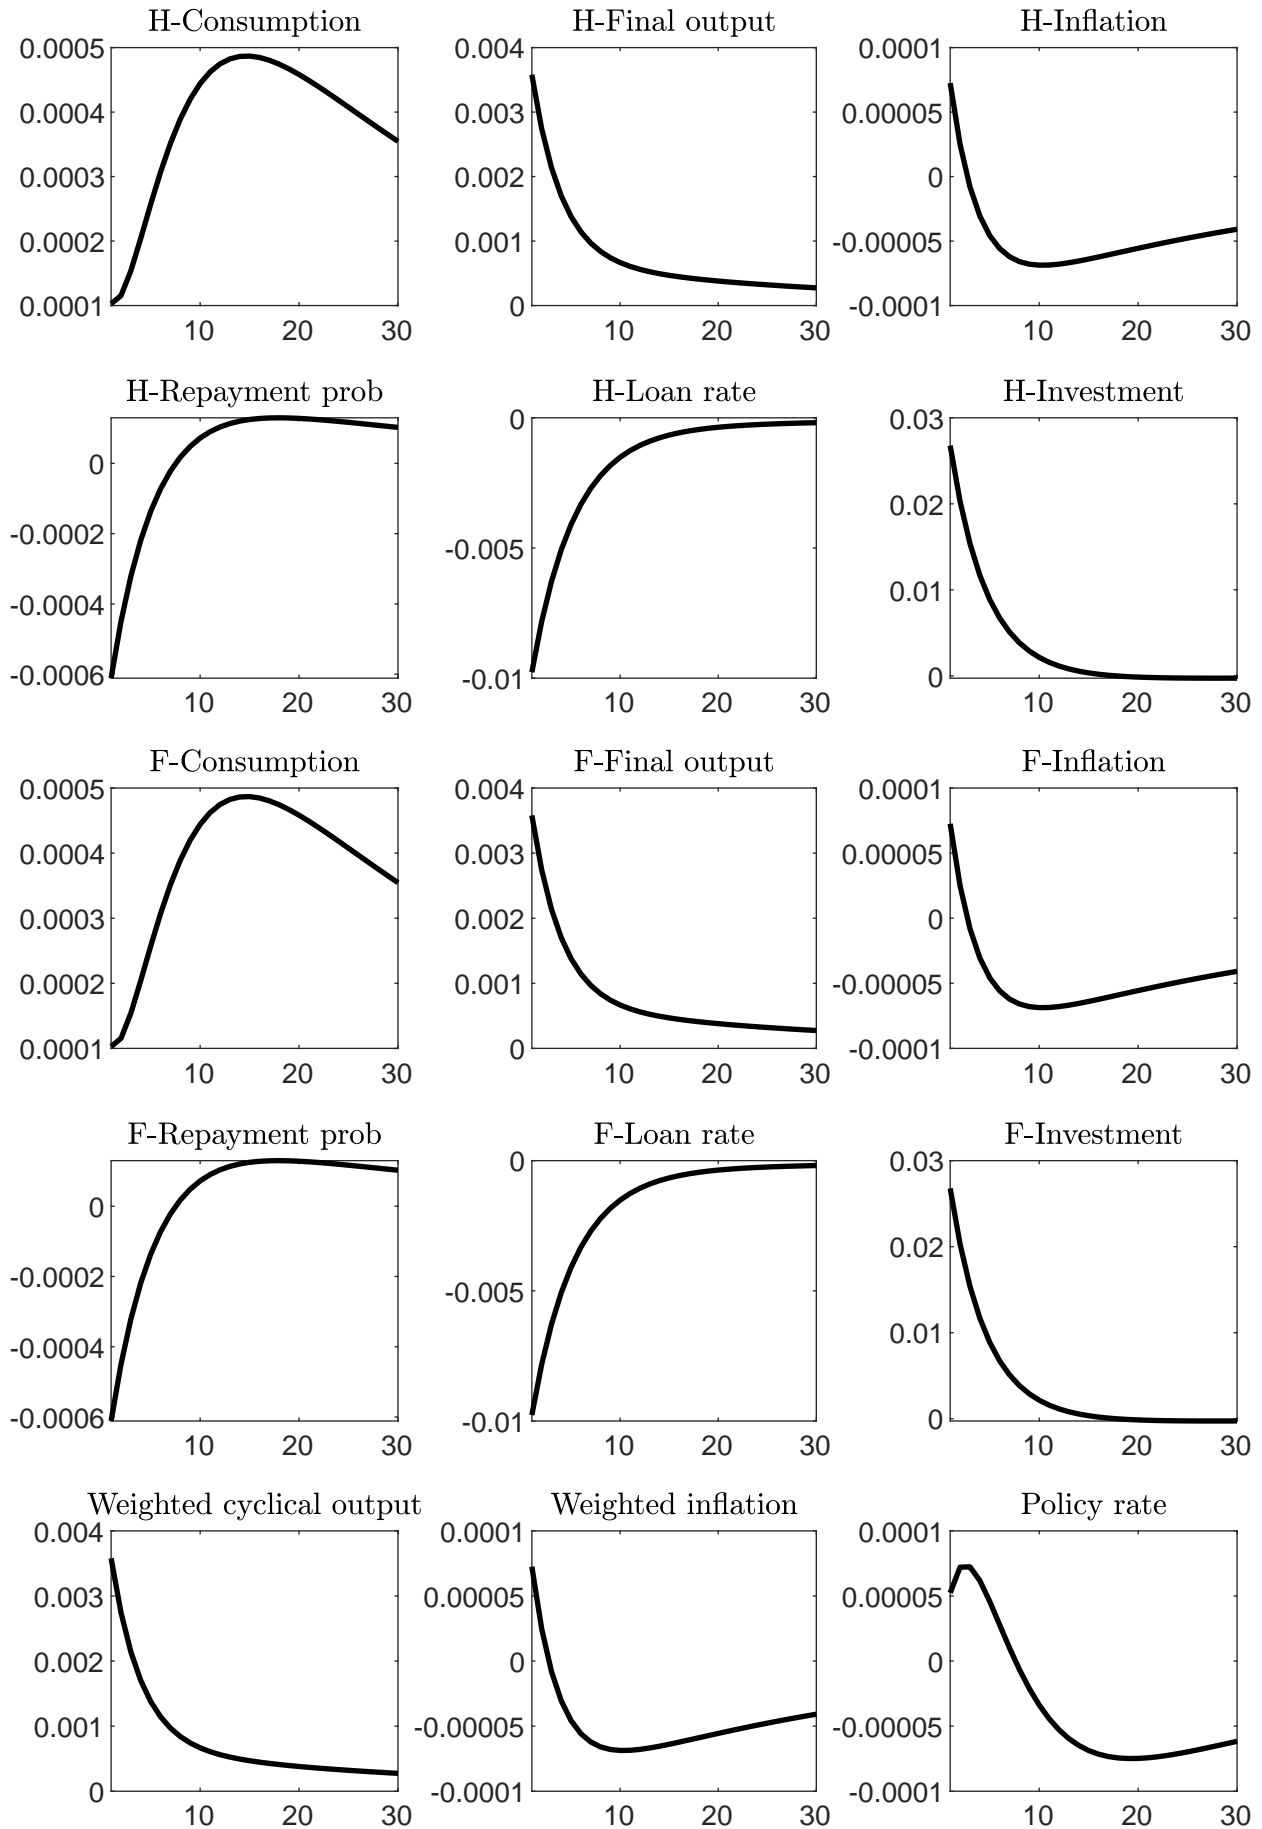 H-Consumption
0.0005
0.0004
0.0003
0.0002
0.0001
10 20 30
H-Final output
0.004
0.003
0.002
0.001
0
10 20 30
H-Inflation
0.0001
0.00005
0
-0.00005
-0.0001
10 20 30
H-Repayment prob
0
-0.0002
-0.0004
-0.0006
10 20 30
H-Loan rate
0
-0.005
-0.01
10 20 30
H-Investment
0.03
0.02
0.01
0
10 20 30
F-Consumption
0.0005
0.0004
0.0003
0.0002
0.0001
10 20 30
F-Final output
0.004
0.003
0.002
0.001
0
10 20 30
F-Inflation
0.0001
0.00005
0
-0.00005
-0.0001
10 20 30
F-Repayment prob
0
-0.0002
-0.0004
-0.0006
10 20 30
F-Loan rate
0
-0.005
-0.01
10 20 30
F-Investment
0.03
0.02
0.01
0
10 20 30
Weighted cyclical output
0.004
0.003
0.002
0.001
0
10 20 30
Weighted inflation
0.0001
0.00005
0
-0.00005
-0.0001
10 20 30
Policy rate
0.0001
0.00005
0
-0.00005
-0.0001
10 20 30